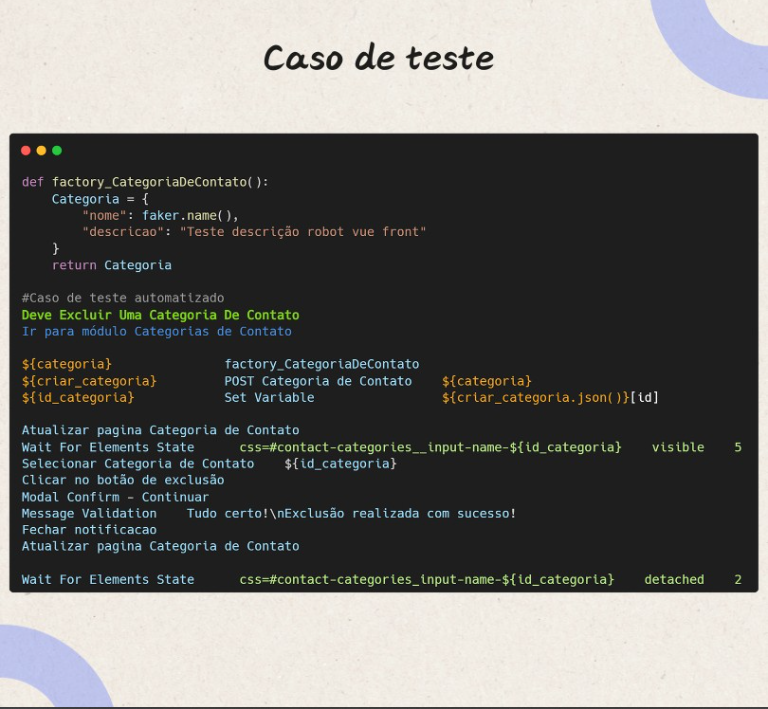 Caso de teste
def factory_CategoriaDeContato():
    Categoria = {
        "nome": faker.name(),
        "descricao": "Teste descrição robot vue front"
    }
    return Categoria
#Caso de teste automatizado
Deve Excluir Uma Categoria De Contato
Ir para módulo Categorias de Contato
${categoria}               factory_CategoriaDeContato
${criar_categoria}         POST Categoria de Contato    ${categoria}
${id_categoria}            Set Variable                 ${criar_categoria.json()}[id]
Atualizar pagina Categoria de Contato
Wait For Elements State      css=#contact-categories__input-name-${id_categoria}    visible    5
Selecionar Categoria de Contato    ${id_categoria}
Clicar no botão de exclusão
Modal Confirm - Continuar
Message Validation    Tudo certo!\nExclusão realizada com sucesso!
Fechar notificacao
Atualizar pagina Categoria de Contato
Wait For Elements State      css=#contact-categories_input-name-${id_categoria}    detached    2